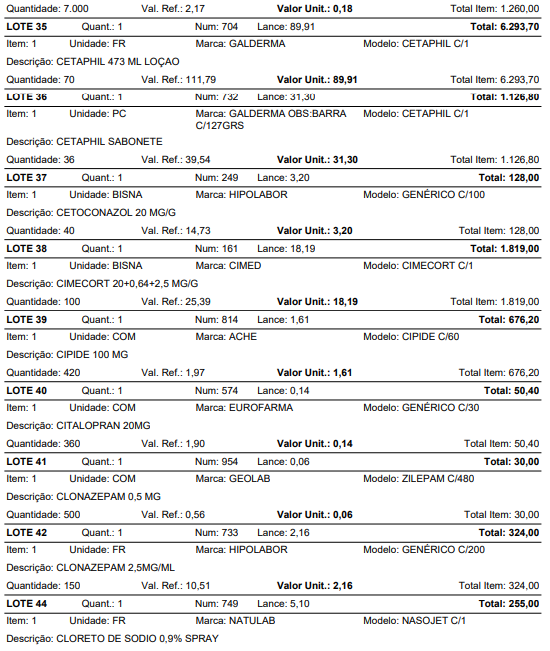 Quantidade: 7.000 Val. Ref.: 2,17 Valor Unit.: 0,18 Total Item: 1.260,00
LOTE 35 Quant.: 1 Num: 704 Lance: 89,91 Total: 6.293,70
Item: 1 Unidade: FR Marca: GALDERMA Modelo: CETAPHIL C/1
Descrição: CETAPHIL 473 ML LOÇAO
Quantidade: 70 Val. Ref.: 111,79 Valor Unit.: 89,91 Total Item: 6.293,70
LOTE 36 Quant.: 1 Num: 732 Lance: 31,30 Total: 1.126,80
Item: 1 Unidade: PC Marca: GALDERMA OBS:BARRA C/127GRS Modelo: CETAPHIL C/1
Descrição: CETAPHIL SABONETE
Quantidade: 36 Val. Ref.: 39,54 Valor Unit.: 31,30 Total Item: 1.126,80
LOTE 37 Quant.: 1 Num: 249 Lance: 3,20 Total: 128,00
Item: 1 Unidade: BISNA Marca: HIPOLABOR Modelo: GENÉRICO C/100
Descrição: CETOCONAZOL 20 MG/G
Quantidade: 40 Val. Ref.: 14,73 Valor Unit.: 3,20 Total Item: 128,00
LOTE 38 Quant.: 1 Num: 161 Lance: 18,19 Total: 1.819,00
Item: 1 Unidade: BISNA Marca: CIMED Modelo: CIMECORT C/1
Descrição: CIMECORT 20+0,64+2,5 MG/G
Quantidade: 100 Val. Ref.: 25,39 Valor Unit.: 18,19 Total Item: 1.819,00
LOTE 39 Quant.: 1 Num: 814 Lance: 1,61 Total: 676,20
Item: 1 Unidade: COM Marca: ACHE Modelo: CIPIDE C/60
Descrição: CIPIDE 100 MG
Quantidade: 420 Val. Ref.: 1,97 Valor Unit.: 1,61 Total Item: 676,20
LOTE 40 Quant.: 1 Num: 574 Lance: 0,14 Total: 50,40
Item: 1 Unidade: COM Marca: EUROFARMA Modelo: GENÉRICO C/30
Descrição: CITALOPRAN 20MG
Quantidade: 360 Val. Ref.: 1,90 Valor Unit.: 0,14 Total Item: 50,40
LOTE 41 Quant.: 1 Num: 954 Lance: 0,06 Total: 30,00
Item: 1 Unidade: COM Marca: GEOLAB Modelo: ZILEPAM C/480
Descrição: CLONAZEPAM 0,5 MG
Quantidade: 500 Val. Ref.: 0,56 Valor Unit.: 0,06 Total Item: 30,00
LOTE 42 Quant.: 1 Num: 733 Lance: 2,16 Total: 324,00
Item: 1 Unidade: FR Marca: HIPOLABOR Modelo: GENÉRICO C/200
Descrição: CLONAZEPAM 2,5MG/ML
Quantidade: 150 Val. Ref.: 10,51 Valor Unit.: 2,16 Total Item: 324,00
LOTE 44 Quant.: 1 Num: 749 Lance: 5,10 Total: 255,00
Item: 1 Unidade: FR Marca: NATULAB Modelo: NASOJET C/1
Descrição: CLORETO DE SODIO 0,9% SPRAY